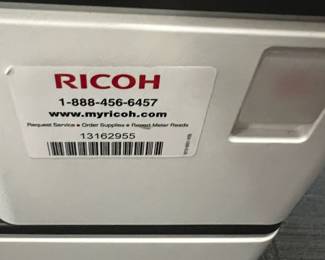 RICOH
1-888-456-6457
www.myricoh.com
Request Service • Order Supplies • Report Meter Reads
13162955